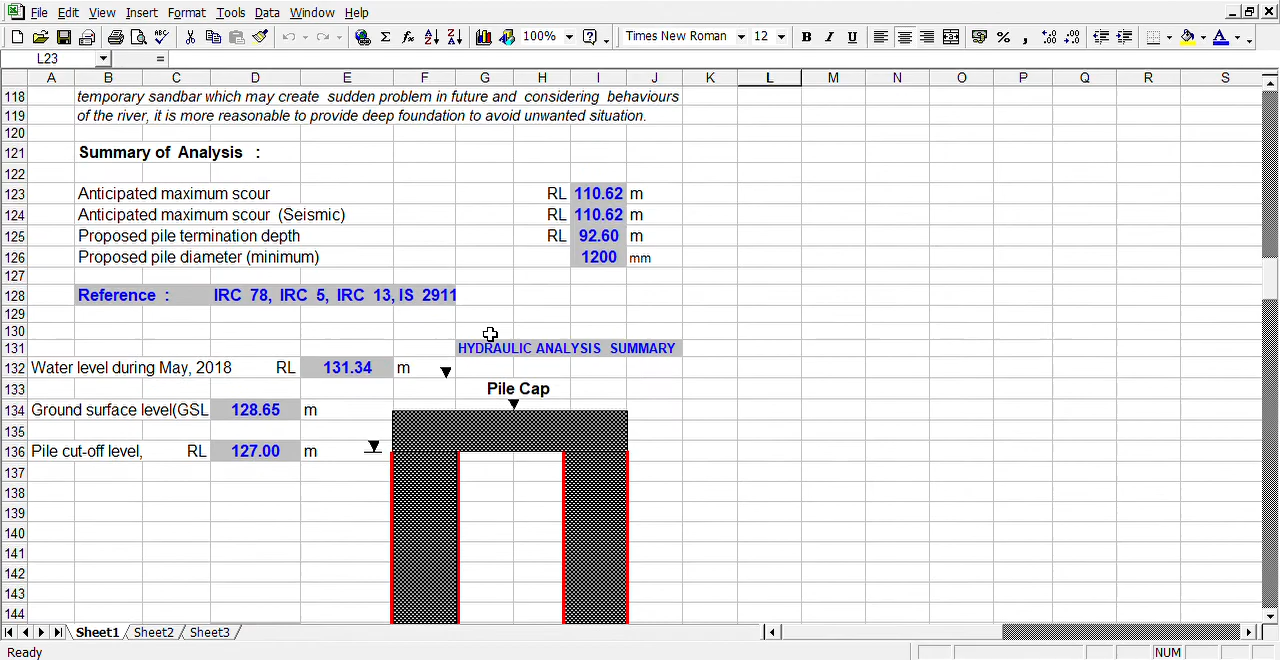 File Edit View Insert Format Tools Data Window Help
100% Times New Roman 12 B I U % ,
L23 =
A B C D E F G H I J K L M N O P Q R S
118 temporary sandbar which may create sudden problem in future and considering behaviours
119 of the river, it is more reasonable to provide deep foundation to avoid unwanted situation.
120
121 Summary of Analysis :
122
123 Anticipated maximum scour RL 110.62 m
124 Anticipated maximum scour (Seismic) RL 110.62 m
125 Proposed pile termination depth RL 92.60 m
126 Proposed pile diameter (minimum) 1200 mm
127
128 Reference : IRC 78, IRC 5, IRC 13, IS 2911
129
130
131 HYDRAULIC ANALYSIS SUMMARY
132 Water level during May, 2018 RL 131.34 m
133 Pile Cap
134 Ground surface level(GSL 128.65 m
135
136 Pile cut-off level, RL 127.00 m
137
138
139
140
141
142
143
144
Sheet1 Sheet2 Sheet3
Ready NUM